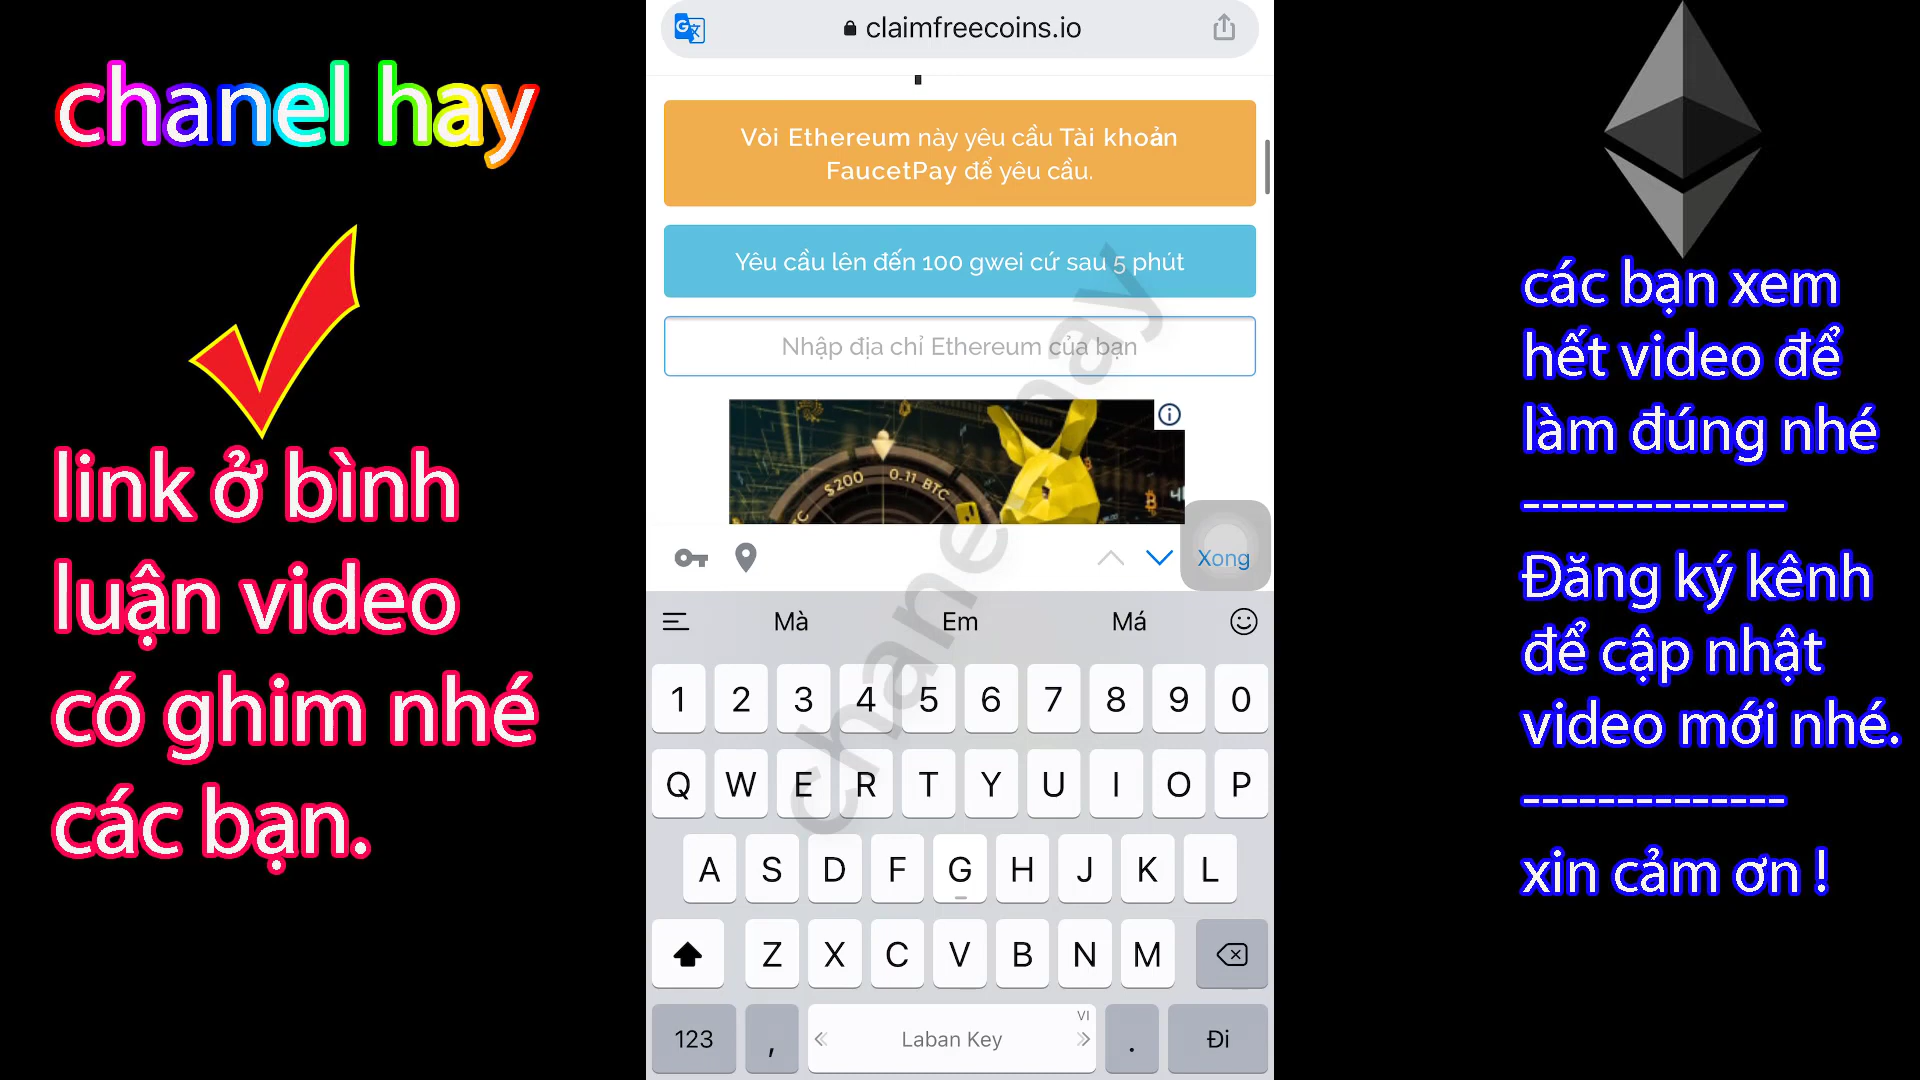 chanel hay
link ở bình
luận video
có ghim nhé
các bạn.
claimfreecoins.io
Vòi Ethereum này yêu cầu Tài khoản
FaucetPay để yêu cầu.
Yêu cầu lên đến 100 gwei cứ sau 5 phút
Nhập địa chỉ Ethereum của bạn
$200
0.11 BTC
Xong
Mà Em Má
1 2 3 4 5 6 7 8 9 0
Q W E R T Y U I O P
A S D F G H J K L
Z X C V B N M
123 , Laban Key VI . Đi
chanel hay
các bạn xem
hết video để
làm đúng nhé
--------------
Đăng ký kênh
để cập nhật
video mới nhé.
--------------
xin cảm ơn !